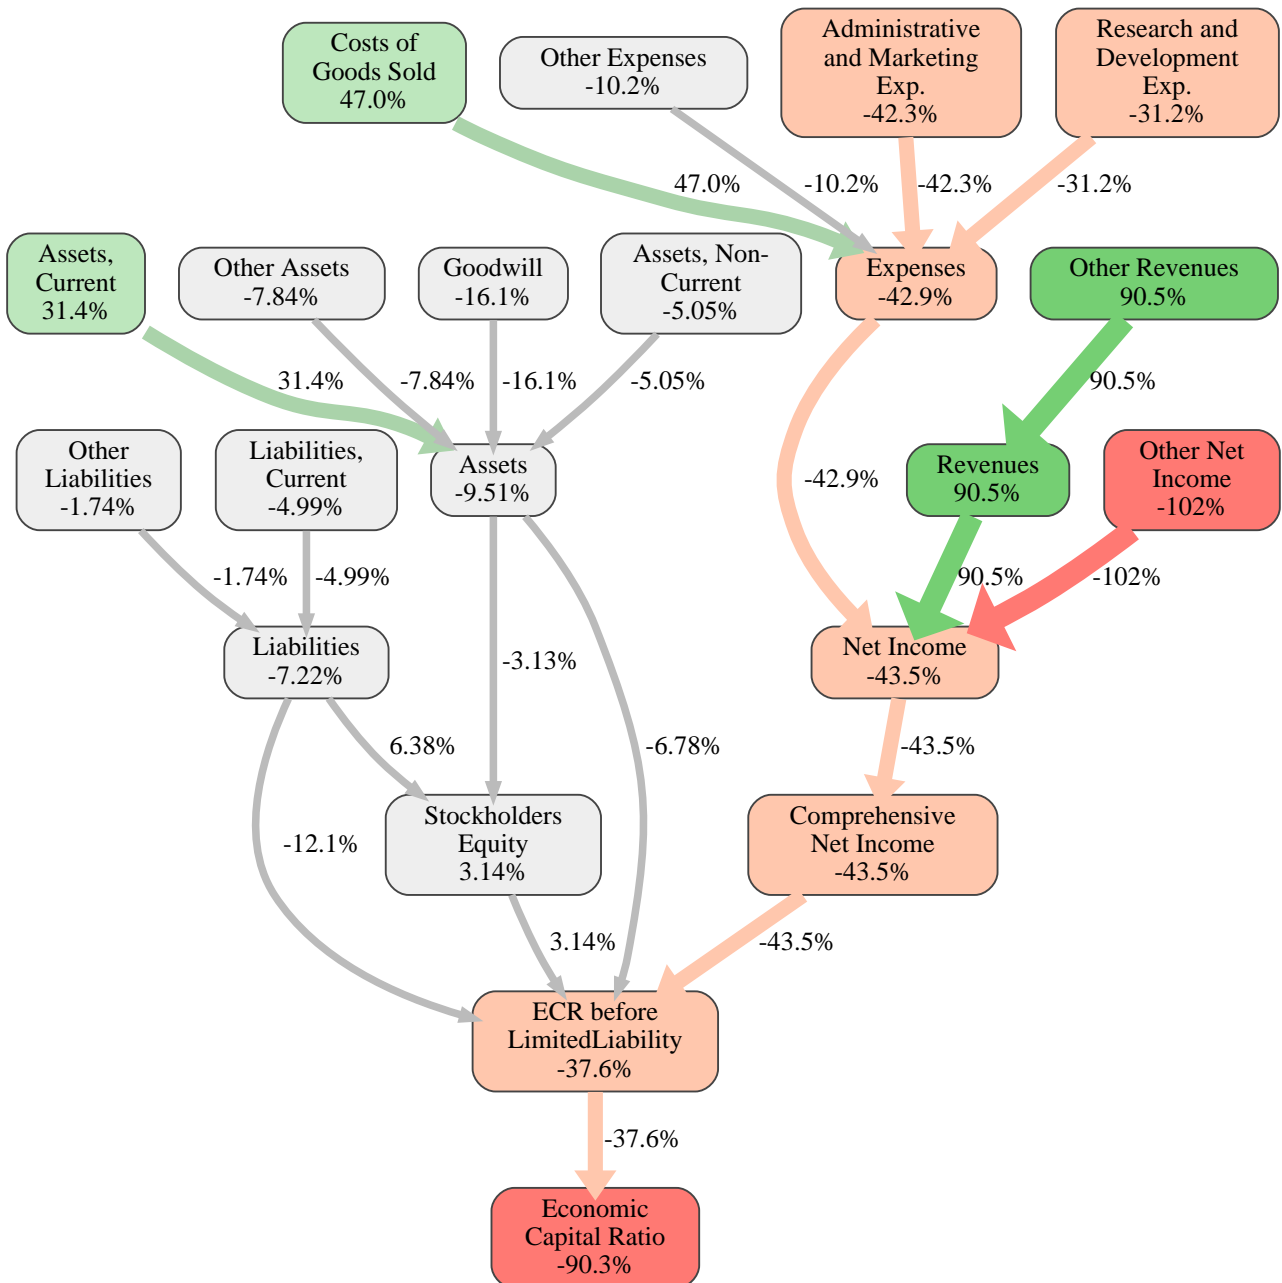 Costs of
Goods Sold
47.0%
Other Expenses
-10.2%
Administrative
and Marketing
Exp.
-42.3%
Research and
Development
Exp.
-31.2%
47.0%
-10.2%
-42.3%
-31.2%
Assets,
Current
31.4%
Other Assets
-7.84%
Goodwill
-16.1%
Assets, Non-
Current
-5.05%
Expenses
-42.9%
Other Revenues
90.5%
31.4%
-7.84%
-16.1%
-5.05%
90.5%
Other
Liabilities
-1.74%
Liabilities,
Current
-4.99%
Assets
-9.51%
-42.9%
Revenues
90.5%
Other Net
Income
-102%
-1.74%
-4.99%
90.5%
-102%
Liabilities
-7.22%
-3.13%
Net Income
-43.5%
6.38%
-6.78%
-43.5%
-12.1%
Stockholders
Equity
3.14%
Comprehensive
Net Income
-43.5%
3.14%
-43.5%
ECR before
LimitedLiability
-37.6%
-37.6%
Economic
Capital Ratio
-90.3%